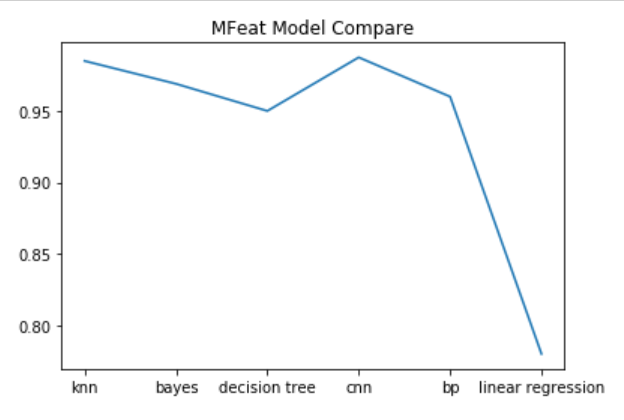 MFeat Model Compare
0.95
0.90
0.85
0.80
knn bayes decision tree cnn bp linear regression